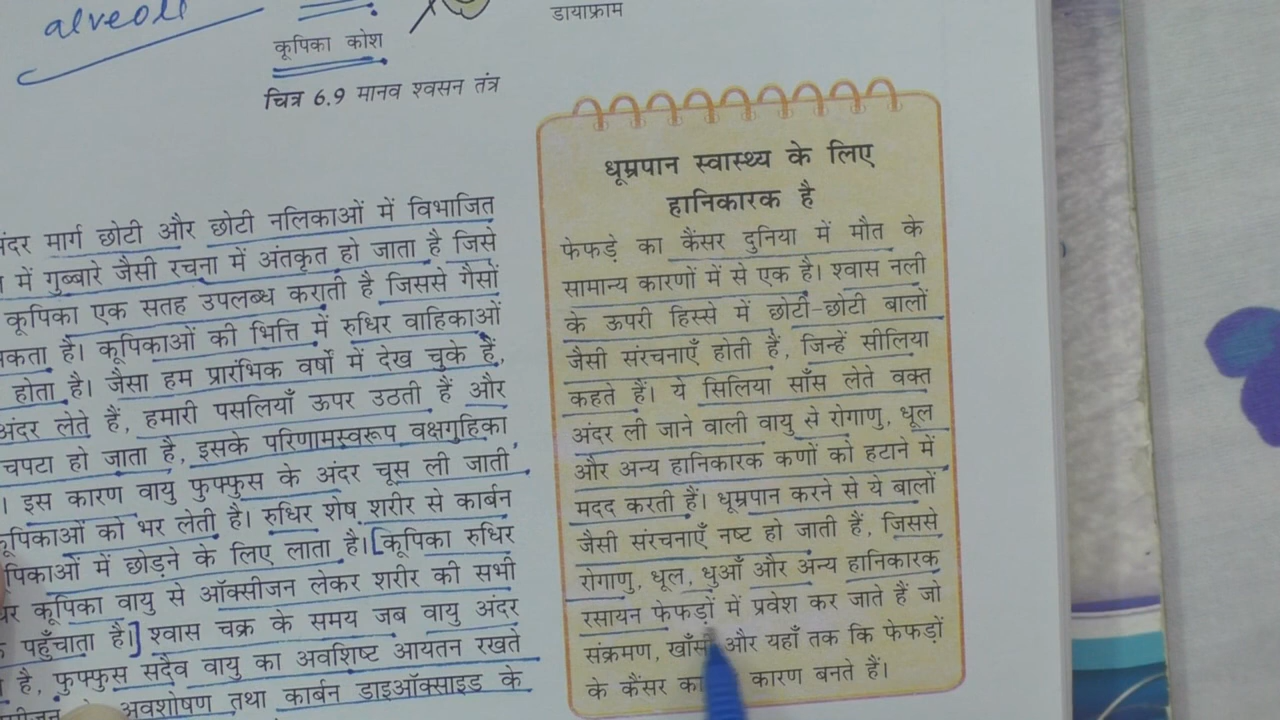 alveoli
कूपिका कोश
डायाफ्राम
चित्र 6.9 मानव श्वसन तंत्र
मार्ग छोटी और छोटी नलिकाओं में विभाजित
में गुब्बारे जैसी रचना में अंतकृत हो जाता है जिसे
कूपिका एक सतह उपलब्ध कराती है जिससे गैसों
है। कूपिकाओं की भित्ति में रुधिर वाहिकाओं
होता है। जैसा हम प्रारंभिक वर्षों में देख चुके हैं,
अंदर लेते हैं, हमारी पसलियाँ ऊपर उठती हैं और
चपटा हो जाता है, इसके परिणामस्वरूप वक्षगुहिका
। इस कारण वायु फुफ्फुस के अंदर चूस ली जाती
को भर लेती है। रुधिर शेष शरीर से कार्बन
में छोड़ने के लिए लाता है। [कूपिका रुधिर
कूपिका वायु से ऑक्सीजन लेकर शरीर की सभी
पहुँचाता है।] श्वास चक्र के समय जब वायु अंदर
है, फुफ्फुस सदैव वायु का अवशिष्ट आयतन रखते
अवशोषण तथा कार्बन डाइऑक्साइड के
धूम्रपान स्वास्थ्य के लिए
हानिकारक है
फेफड़े का कैंसर दुनिया में मौत के
सामान्य कारणों में से एक है। श्वास नली
के ऊपरी हिस्से में छोटी-छोटी बालों
जैसी संरचनाएँ होती हैं, जिन्हें सीलिया
कहते हैं। ये सिलिया साँस लेते वक्त
अंदर ली जाने वाली वायु से रोगाणु, धूल
और अन्य हानिकारक कणों को हटाने में
मदद करती हैं। धूम्रपान करने से ये बालों
जैसी संरचनाएँ नष्ट हो जाती हैं, जिससे
रोगाणु, धूल, धुआँ और अन्य हानिकारक
रसायन फेफड़ों में प्रवेश कर जाते हैं जो
संक्रमण, और यहाँ तक कि फेफड़ों
के कैंसर कारण बनते हैं।